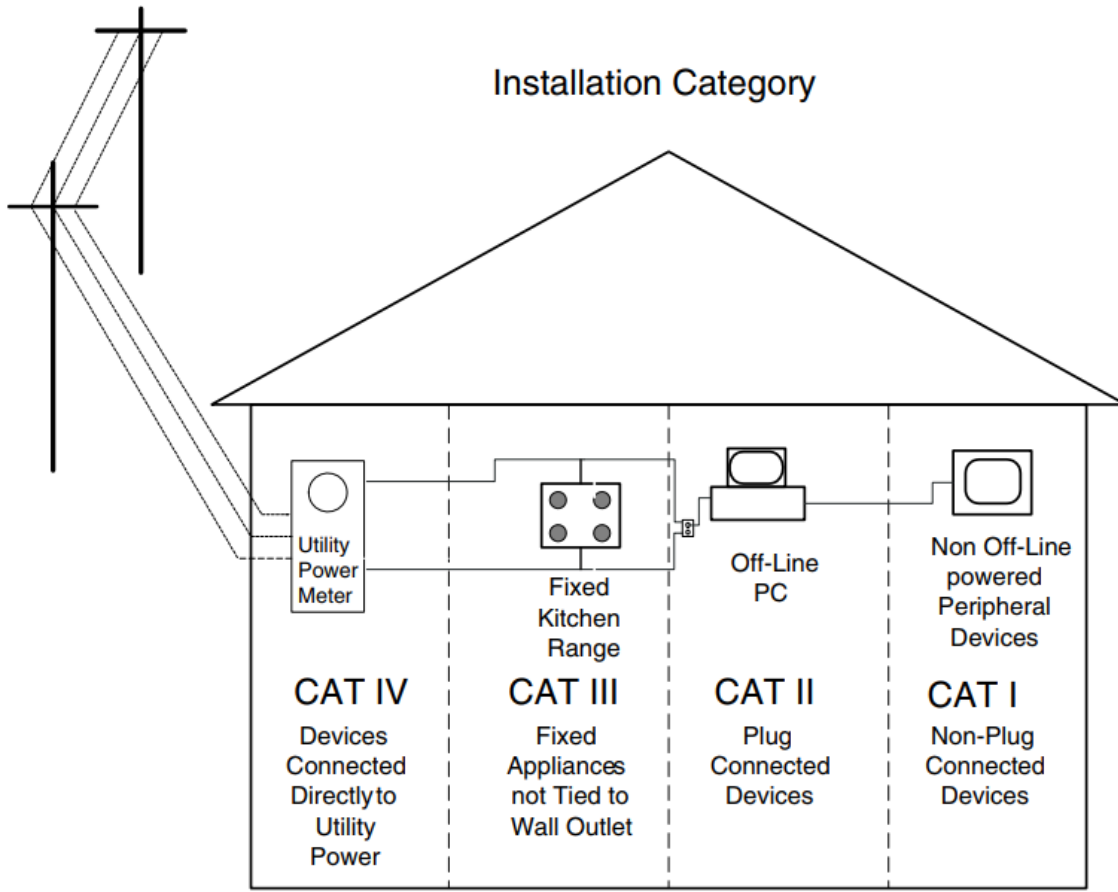 Installation Category
Utility
Power
Meter
Fixed
Kitchen
Range
Off-Line
PC
Non Off-Line
powered
Peripheral
Devices
CAT IV
Devices
Connected
Directly to
Utility
Power
CAT III
Fixed
Appliances
not Tied to
Wall Outlet
CAT II
Plug
Connected
Devices
CAT I
Non-Plug
Connected
Devices